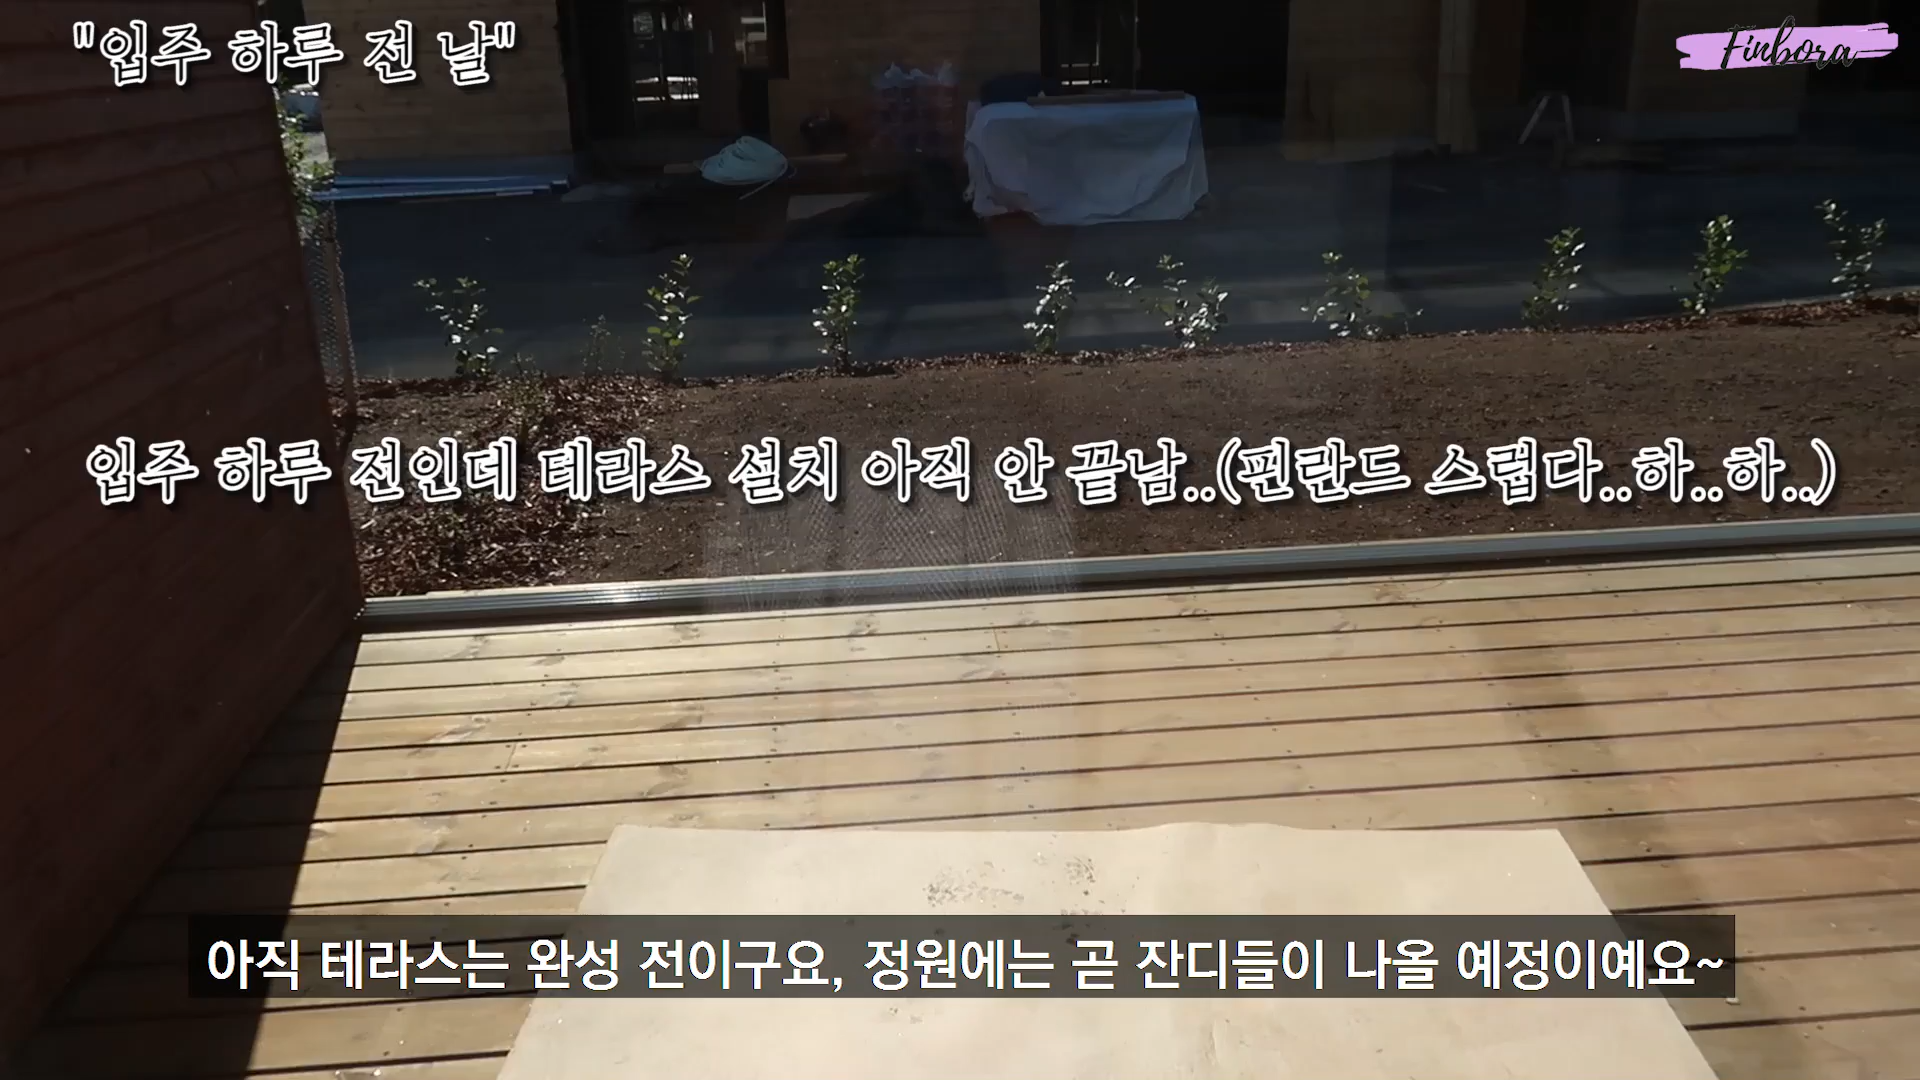 "입주 하루 전 날"
Finbora
입주 하루 전인데 테라스 설치 아직 안 끝남..(핀란드 스럽다..하..하..)
아직 테라스는 완성 전이구요, 정원에는 곧 잔디들이 나올 예정이예요~